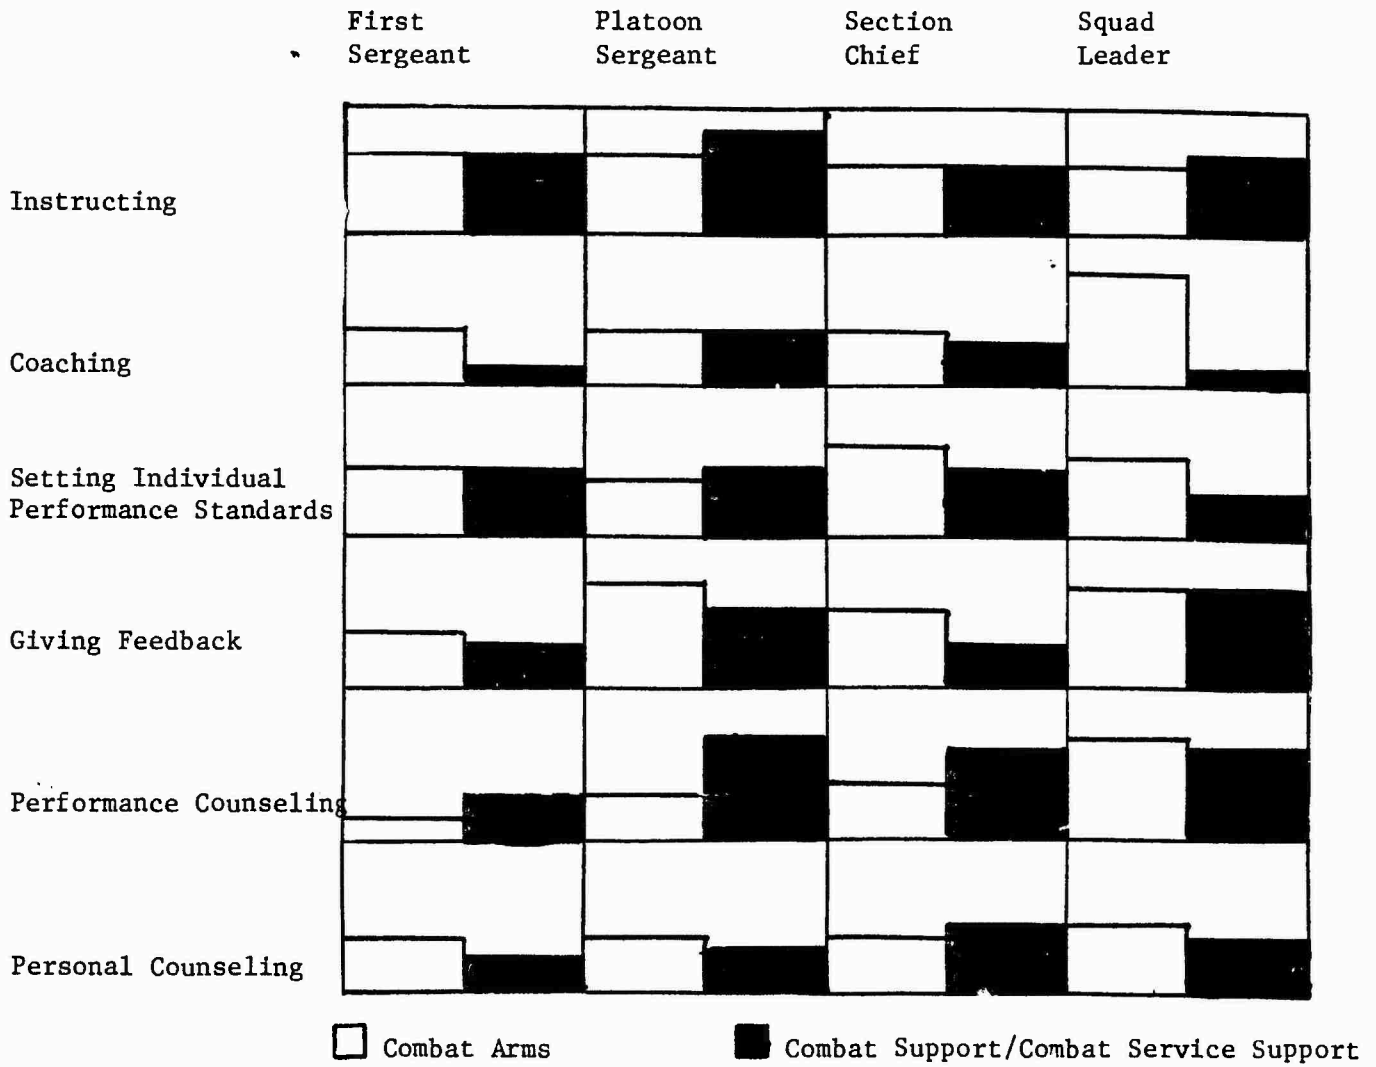 First Platoon Section Squad
Sergeant Sergeant Chief Leader
Instructing
Coaching
Setting Individual
Performance Standards
Giving Feedback
Performance Counseling
Personal Counseling
Combat Arms Combat Support/Combat Service Support